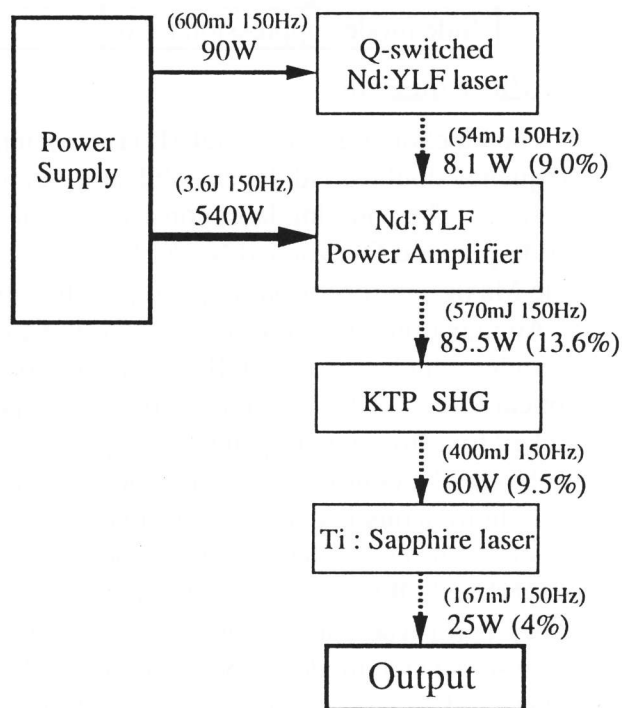 (600mJ 150Hz)
90W
Q-switched
Nd:YLF laser
Power
Supply
(54mJ 150Hz)
8.1 W (9.0%)
(3.6J 150Hz)
540W
Nd:YLF
Power Amplifier
(570mJ 150Hz)
85.5W (13.6%)
KTP SHG
(400mJ 150Hz)
60W (9.5%)
Ti : Sapphire laser
(167mJ 150Hz)
25W (4%)
Output